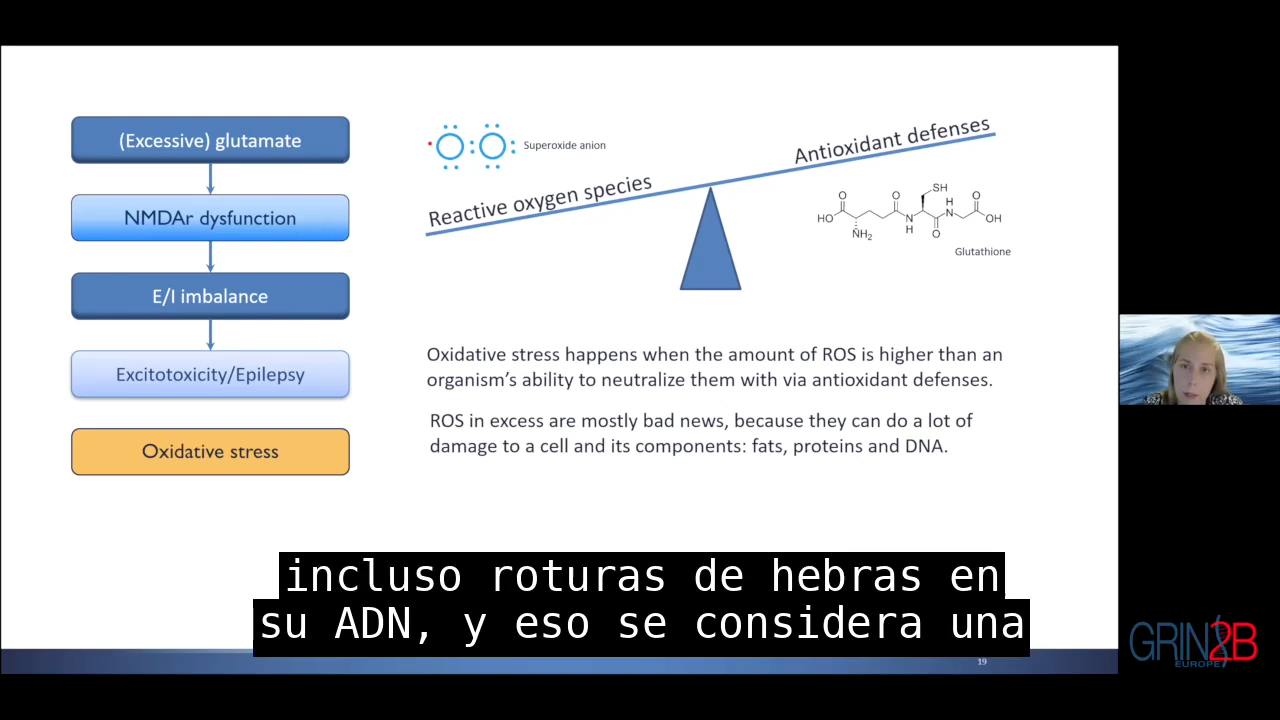 (Excessive) glutamate
NMDAr dysfunction
E/I imbalance
Excitotoxicity/Epilepsy
Oxidative stress
Superoxide anion
Reactive oxygen species
Antioxidant defenses
O
HO
NH₂
O
N
H
SH
O
H
N
O
OH
Glutathione
Oxidative stress happens when the amount of ROS is higher than an
organism’s ability to neutralize them with via antioxidant defenses.
ROS in excess are mostly bad news, because they can do a lot of
damage to a cell and its components: fats, proteins and DNA.
incluso roturas de hebras en
su ADN, y eso se considera una
19
GRIN2B
EUROPE